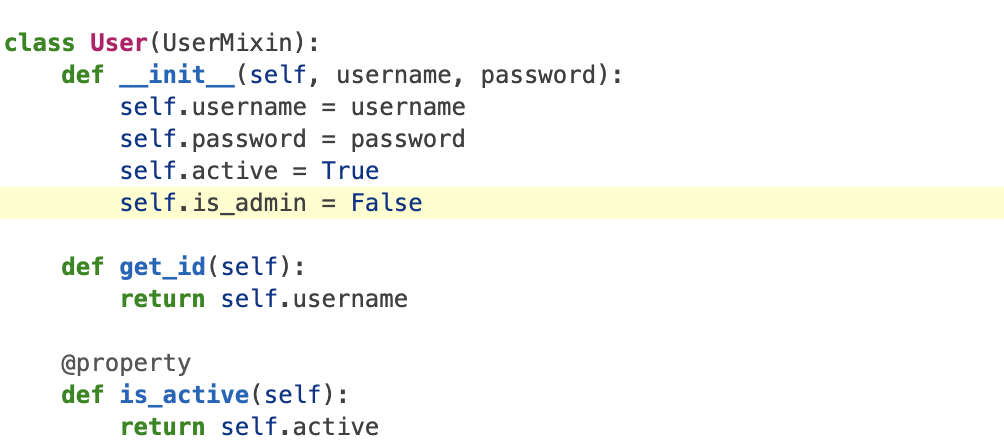 class User(UserMixin):
    def __init__(self, username, password):
        self.username = username
        self.password = password
        self.active = True
        self.is_admin = False
    def get_id(self):
        return self.username
    @property
    def is_active(self):
        return self.active